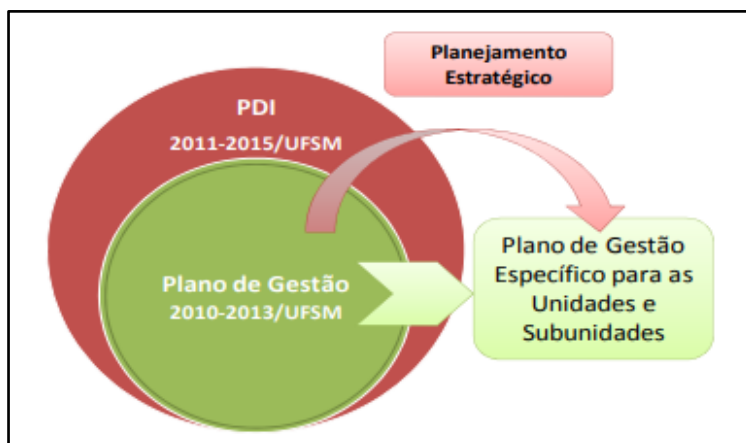 Planejamento
Estratégico
PDI
2011-2015/UFSM
Plano de Gestão
2010-2013/UFSM
Plano de Gestão
Específico para as
Unidades e
Subunidades